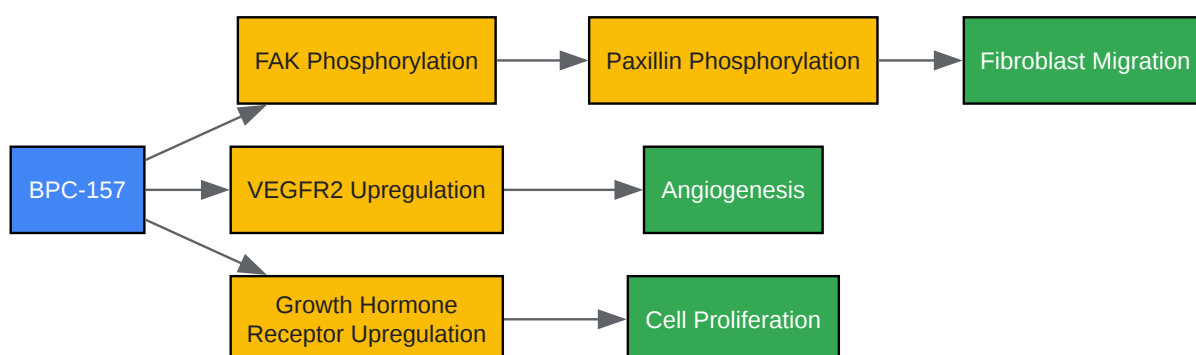 FAK Phosphorylation
Paxillin Phosphorylation
Fibroblast Migration
BPC-157
VEGFR2 Upregulation
Angiogenesis
Growth Hormone
Receptor Upregulation
Cell Proliferation